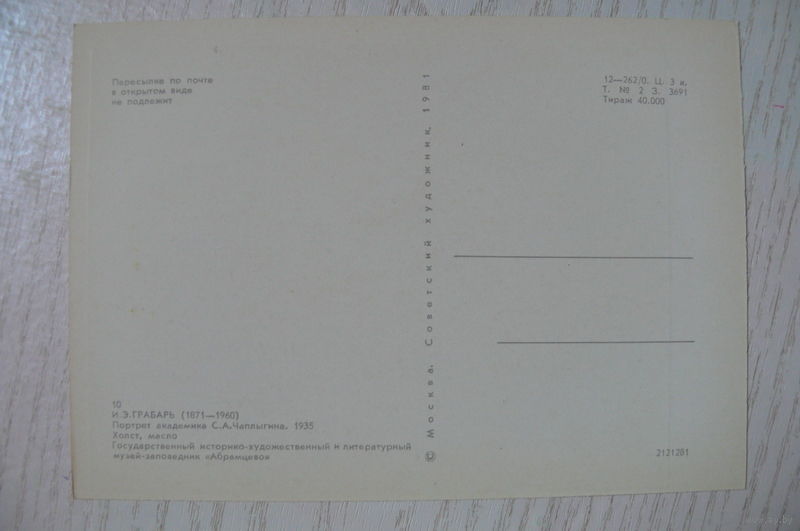 Пересылке по почте
в открытом виде
не подлежит
12—262/0. Ц. 3 к.
Т. № 2 З. 3691
Тираж 40.000
© Москва. Советский художник. 1981
10
И.Э.ГРАБАРЬ (1871—1960)
Портрет академика С.А.Чаплыгина. 1935
Холст, масло
Государственный историко-художественный и литературный
музей-заповедник «Абрамцево»
2121201